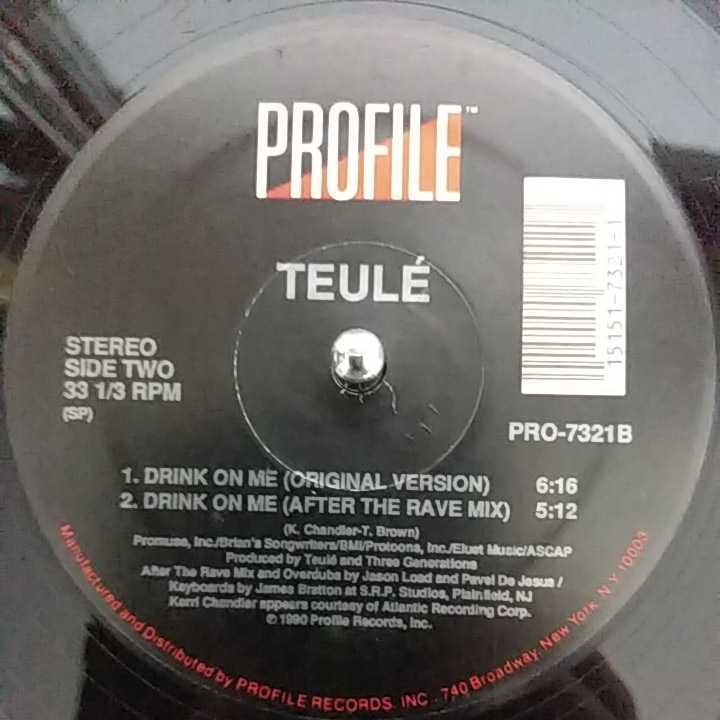 PROFILE™
TEULÉ
STEREO
SIDE TWO
33 1/3 RPM
(SP)
15151-7321-1
PRO-7321B
1. DRINK ON ME (ORIGINAL VERSION) 6:16
2. DRINK ON ME (AFTER THE RAVE MIX) 5:12
(K. Chandler-T. Brown)
Promuse, Inc./Brian's Songwriters/BMI/Protoons, Inc./Eluet Music/ASCAP
Produced by Teulé and Three Generations
After The Rave Mix and Overdubs by Jason Load and Pavel De Jesus /
Keyboards by James Bratton at S.R.P. Studios, Plainfield, NJ
Kerri Chandler appears courtesy of Atlantic Recording Corp.
℗ 1990 Profile Records, Inc.
Manufactured and Distributed by PROFILE RECORDS, INC · 740 Broadway, New York, N.Y. 10003